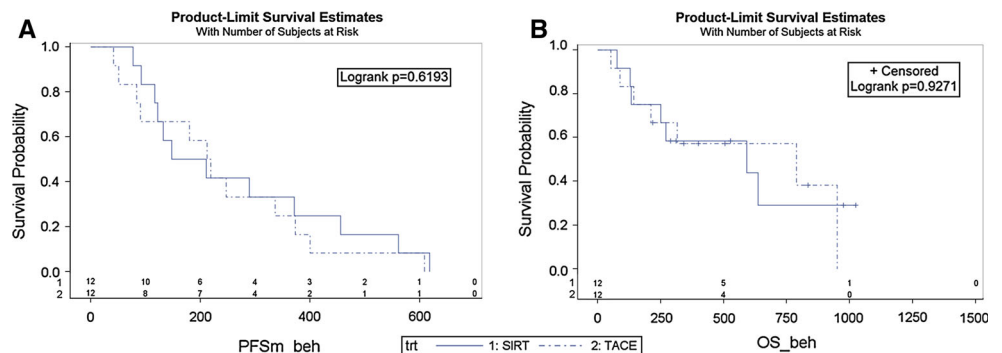 A
Product-Limit Survival Estimates
With Number of Subjects at Risk
Logrank p=0.6193
Survival Probability
1.0
0.8
0.6
0.4
0.2
0.0
1 12 10 6 4 3 2 1 0
2 12 8 7 4 2 1 1 0
0 200 400 600
PFSm_beh
B
Product-Limit Survival Estimates
With Number of Subjects at Risk
+ Censored
Logrank p=0.9271
Survival Probability
1.0
0.8
0.6
0.4
0.2
0.0
1 12 5 1 0
2 12 4 0
0 250 500 750 1000 1250 1500
OS_beh
trt 1: SIRT 2: TACE